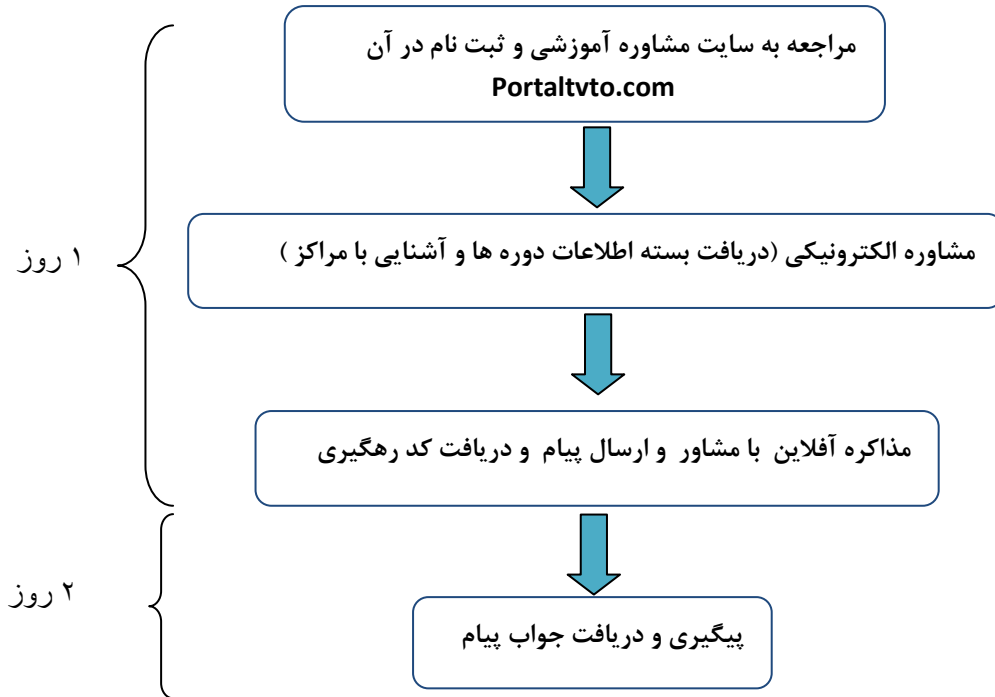 مراجعه به سایت مشاوره آموزشی و ثبت نام در آن
Portaltvto.com
مشاوره الکترونیکی (دریافت بسته اطلاعات دوره ها و آشنایی با مراکز )
۱ روز
مذاکره آفلاین با مشاور و ارسال پیام و دریافت کد رهگیری
۲ روز
پیگیری و دریافت جواب پیام